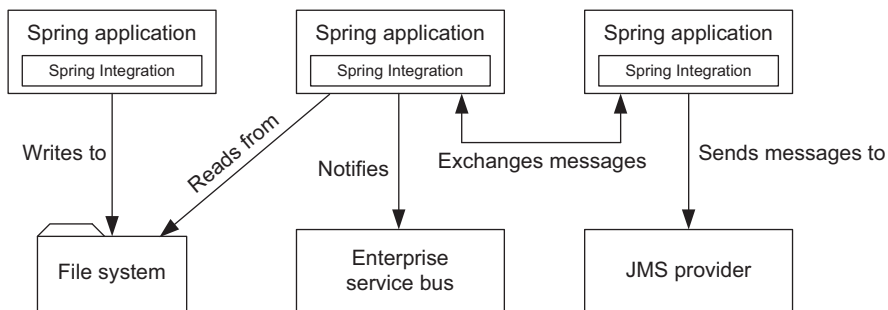 Spring application
Spring Integration
Spring application
Spring Integration
Spring application
Spring Integration
Writes to
Reads from
Notifies
Exchanges messages
Sends messages to
File system
Enterprise
service bus
JMS provider